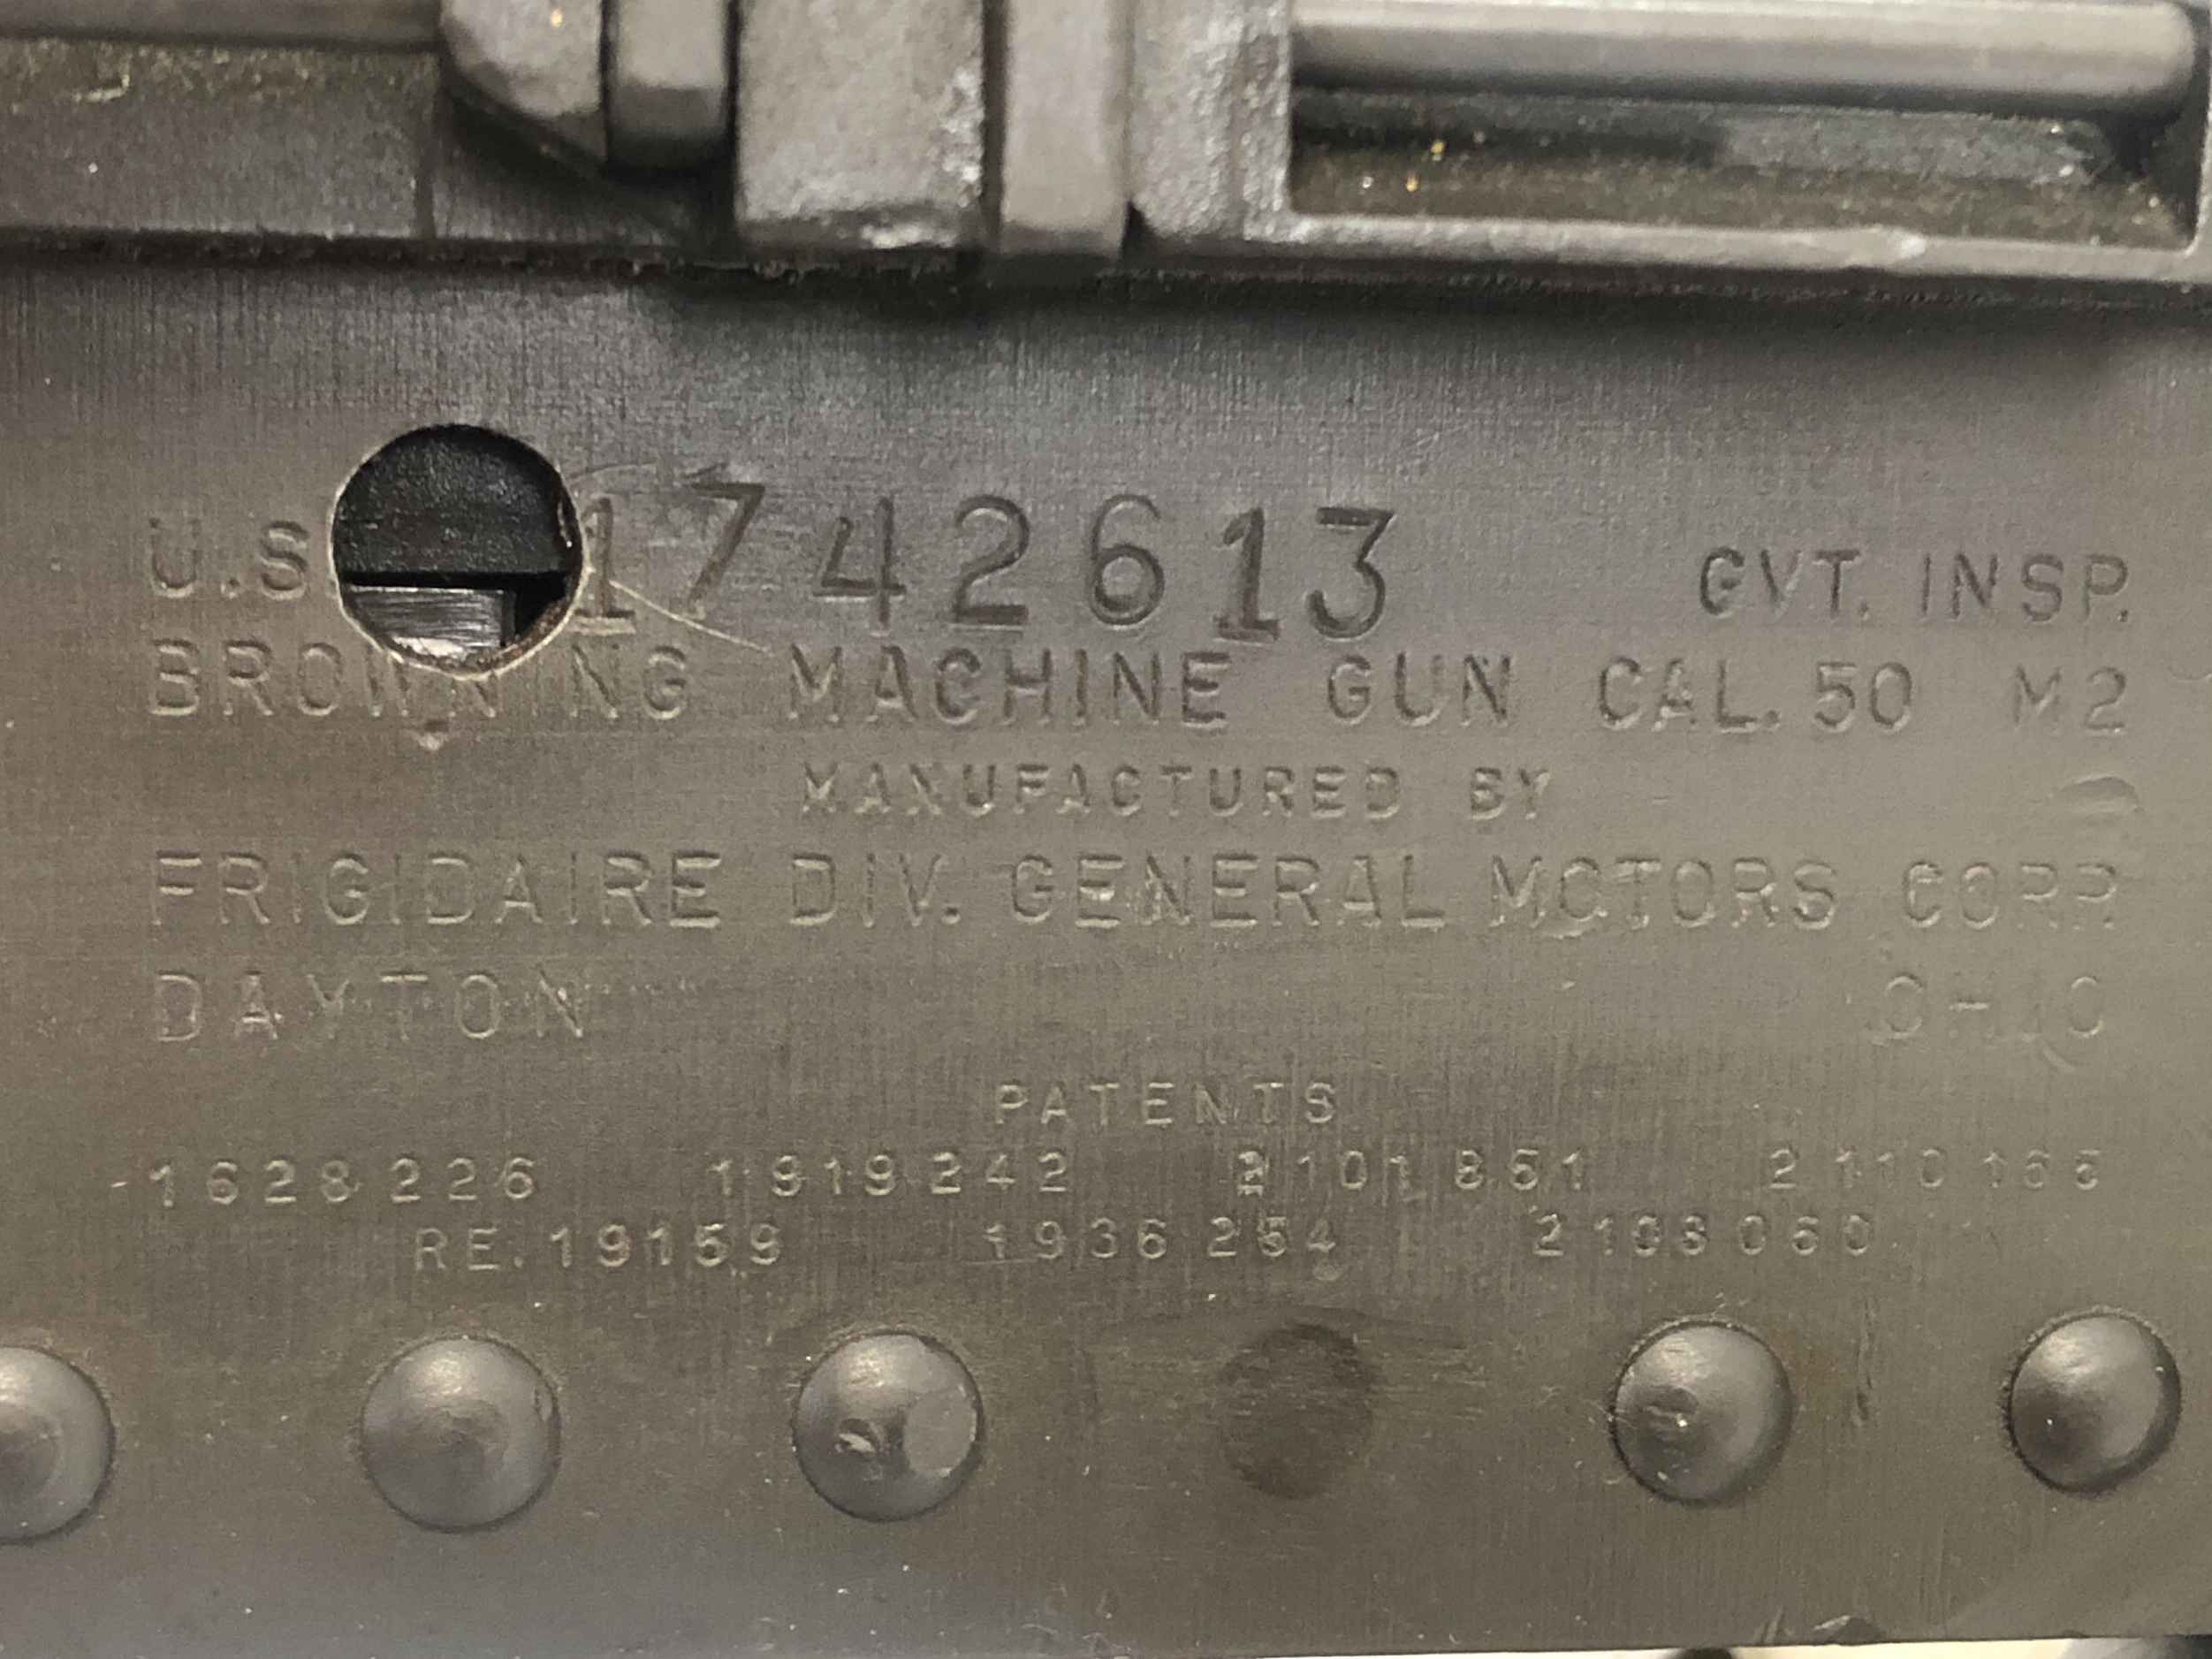 U.S 1742613 GVT. INSP.
BROWNING MACHINE GUN CAL. 50 M2
MANUFACTURED BY
FRIGIDAIRE DIV. GENERAL MOTORS CORP.
DAYTON OHIO
PATENTS
1628226 1919242 2101851 2110165
RE. 19159 1936254 2108060